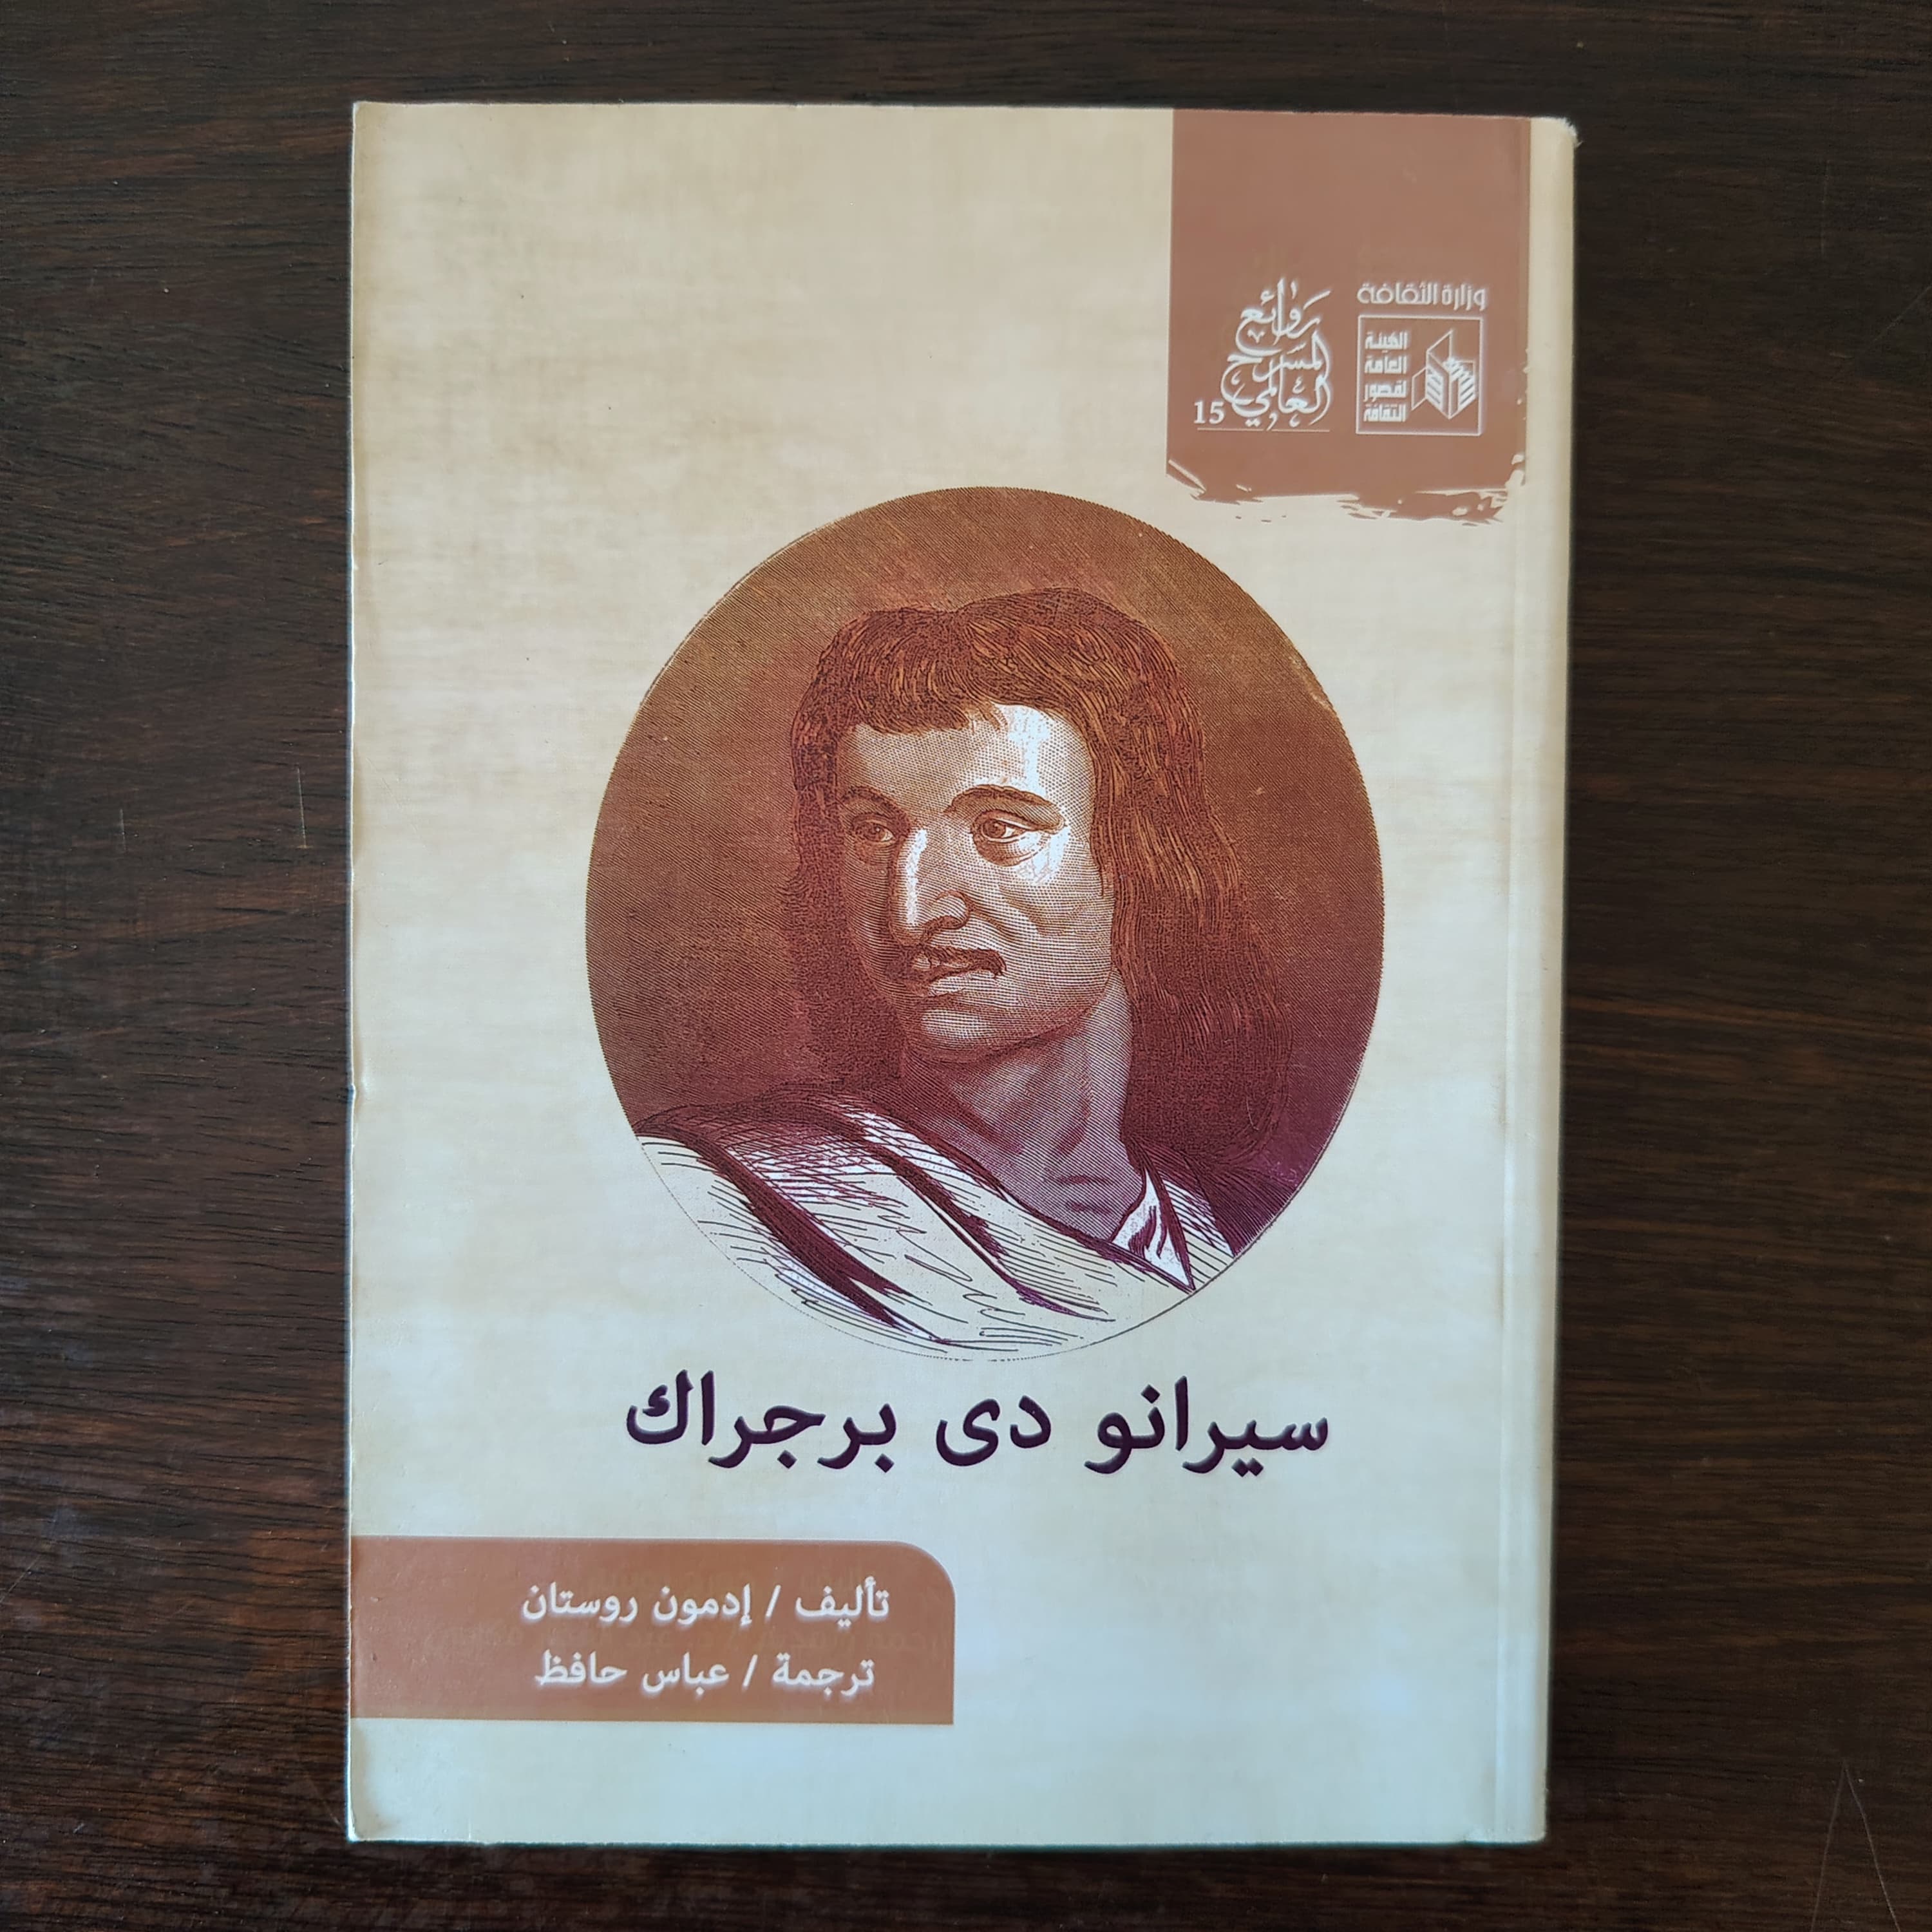 وزارة الثقافة
الهيئة
العامة
لقصور
الثقافة
روائع
المسرح
العالمي
15
سيرانو دى برجراك
تأليف / إدمون روستان
ترجمة / عباس حافظ